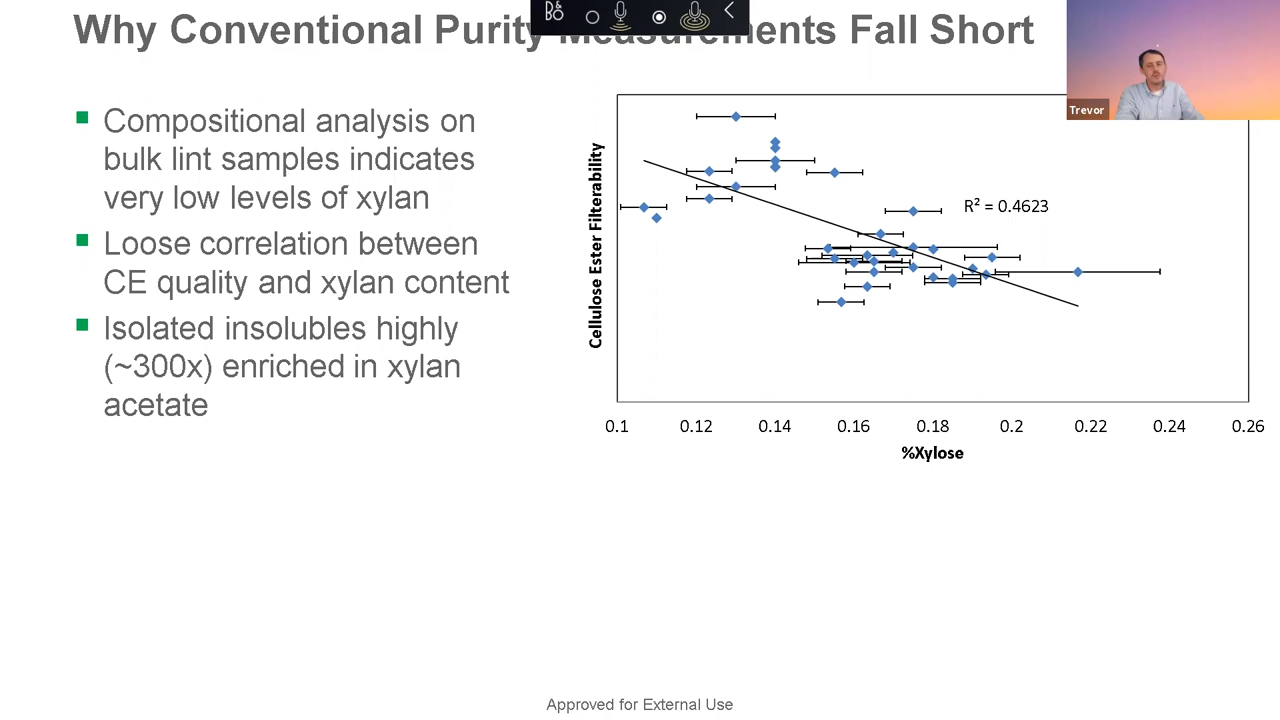 Why Conventional Purity Measurements Fall Short
B&O
Trevor
Compositional analysis on
bulk lint samples indicates
very low levels of xylan
Loose correlation between
CE quality and xylan content
Isolated insolubles highly
(~300x) enriched in xylan
acetate
Cellulose Ester Filterability
R² = 0.4623
0.1 0.12 0.14 0.16 0.18 0.2 0.22 0.24 0.26
%Xylose
Approved for External Use